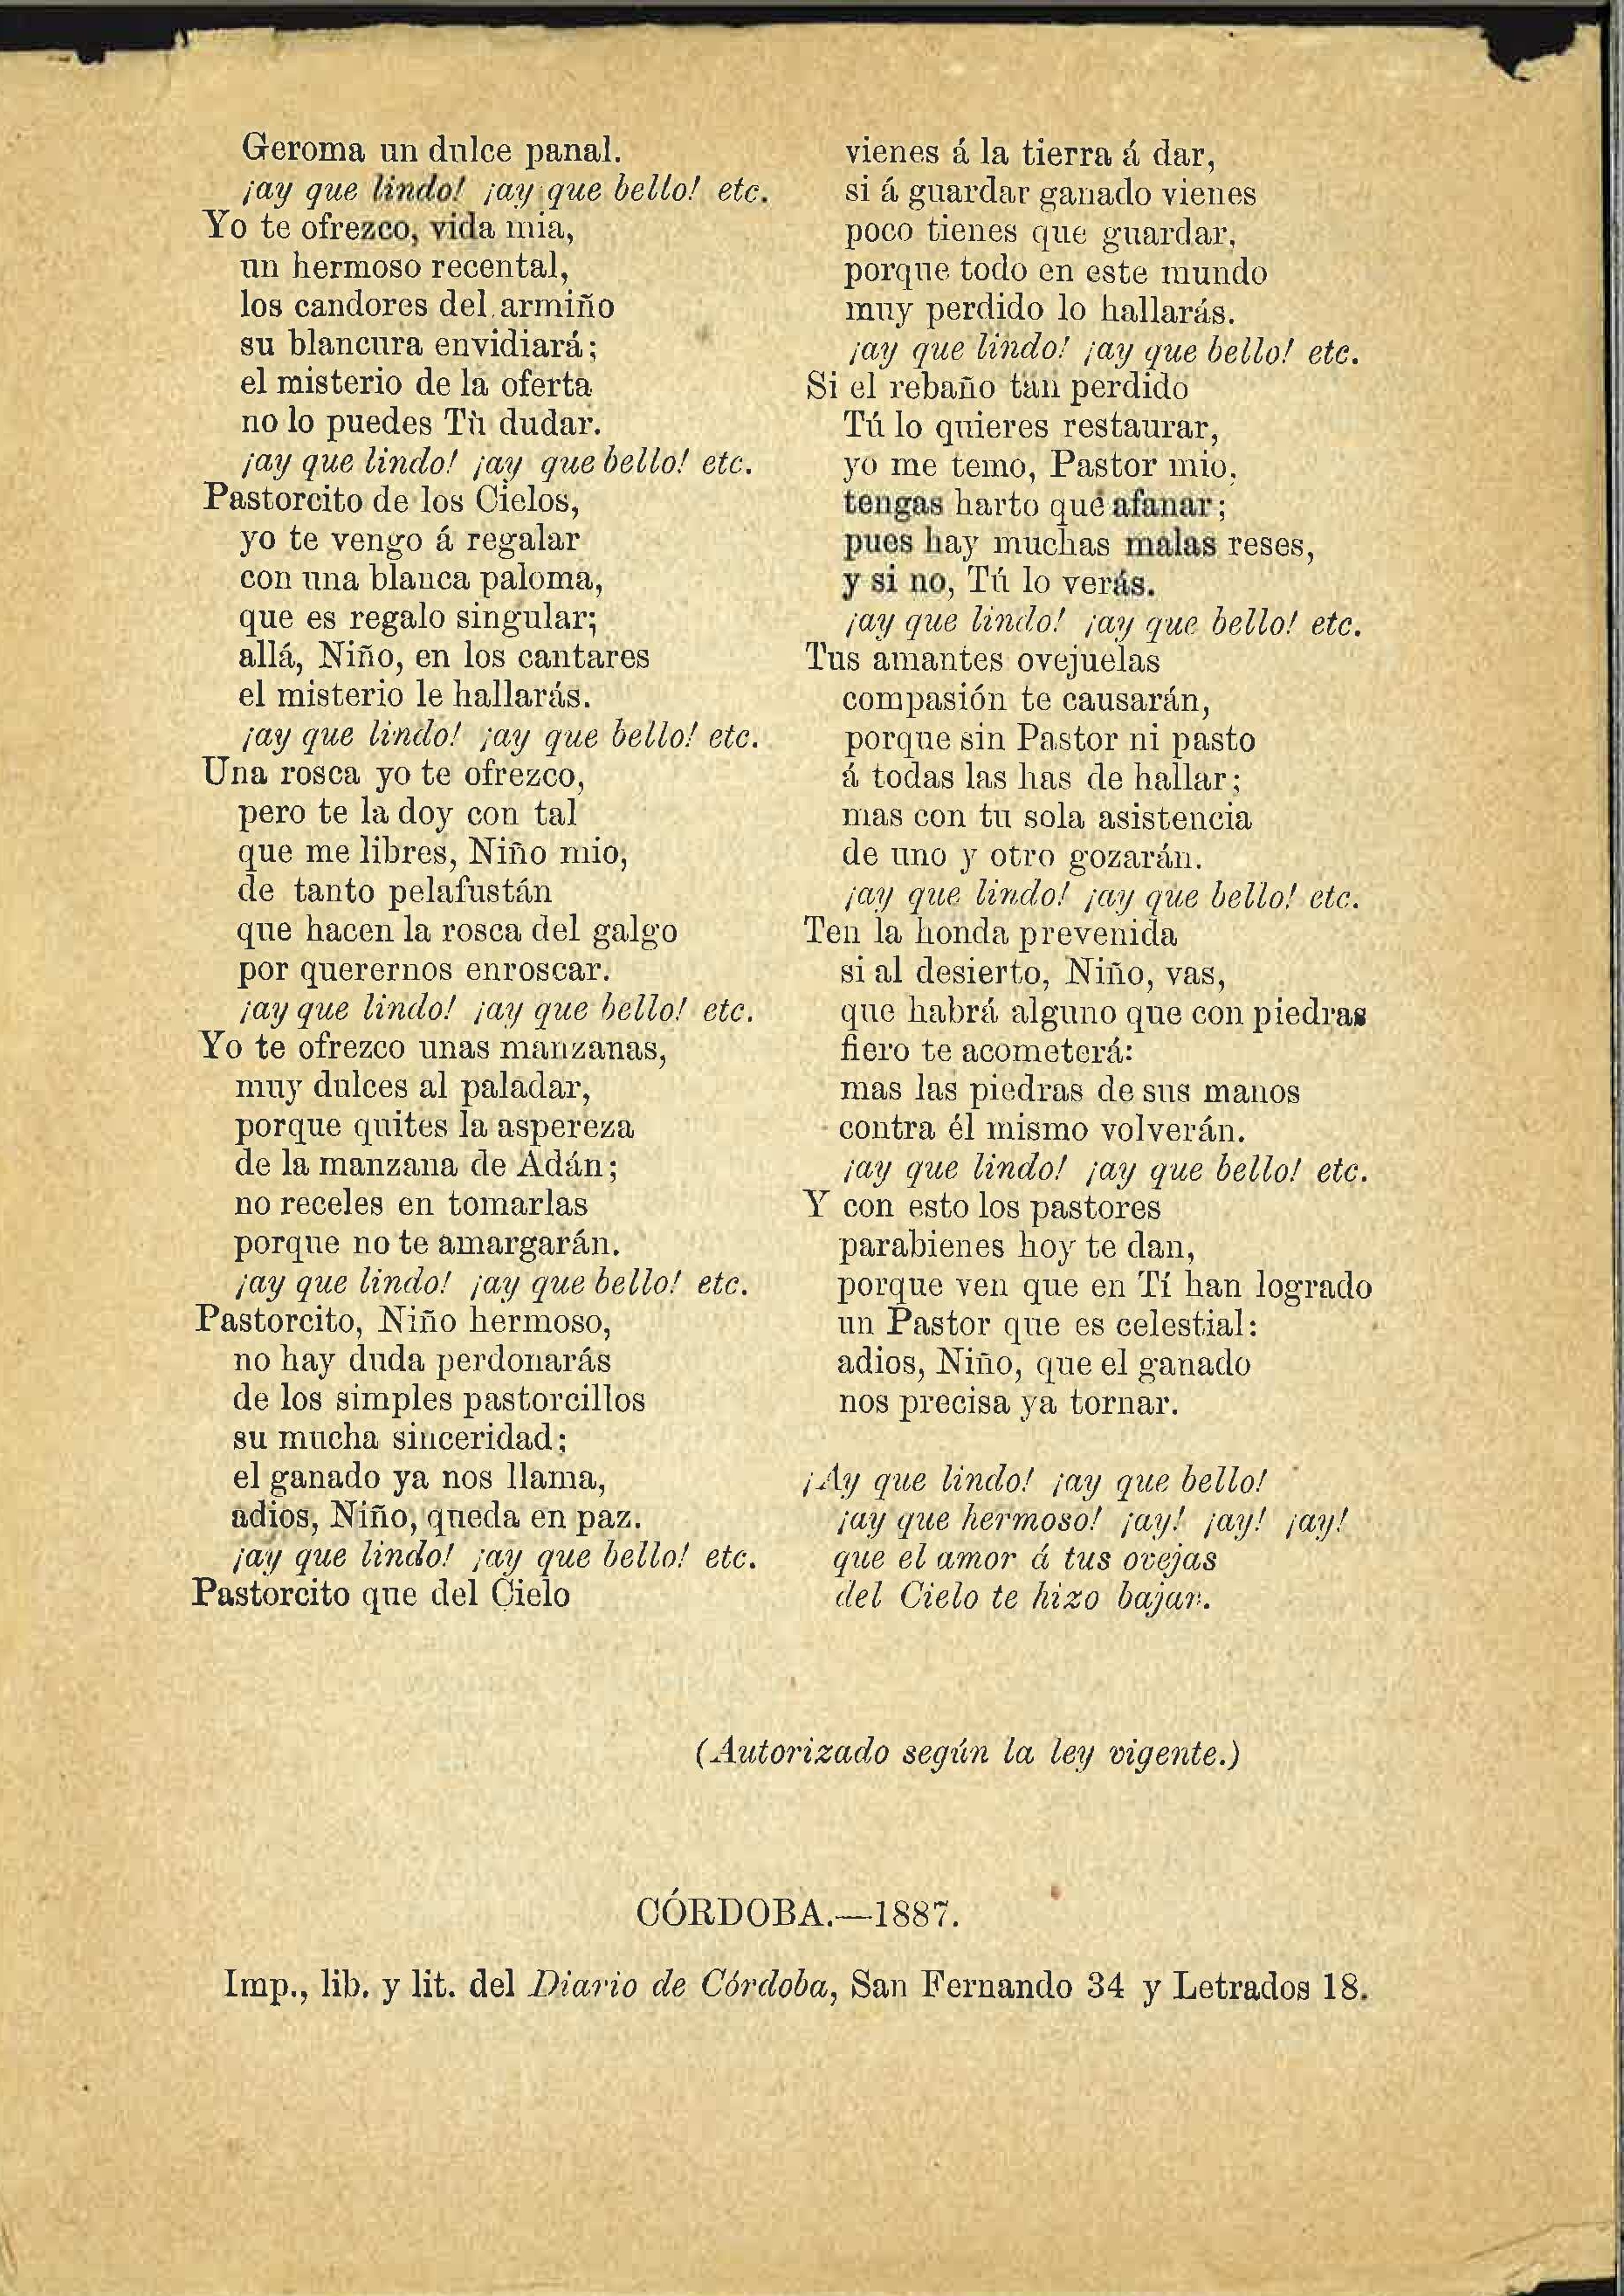 Geroma un dulce panal.
¡ay que lindo! ¡ay que bello! etc.
Yo te ofrezco, vida mia,
un hermoso recental,
los candores del armiño
su blancura envidiará;
el misterio de la oferta
no lo puedes Tù dudar.
¡ay que lindo! ¡ay que bello! etc.
Pastorcito de los Cielos,
yo te vengo á regalar
con una blanca paloma,
que es regalo singular;
allá, Niño, en los cantares
el misterio le hallarás.
¡ay que lindo! ¡ay que bello! etc.
Una rosca yo te ofrezco,
pero te la doy con tal
que me libres, Niño mio,
de tanto pelafustán
que hacen la rosca del galgo
por querernos enroscar.
¡ay que lindo! ¡ay que bello! etc.
Yo te ofrezco unas manzanas,
muy dulces al paladar,
porque quites la aspereza
de la manzana de Adán;
no receles en tomarlas
porque no te amargarán.
¡ay que lindo! ¡ay que bello! etc.
Pastorcito, Niño hermoso,
no hay duda perdonarás
de los simples pastorcillos
su mucha sinceridad;
el ganado ya nos llama,
adios, Niño, queda en paz.
¡ay que lindo! ¡ay que bello! etc.
Pastorcito que del Cielo
vienes á la tierra á dar,
si á guardar ganado vienes
poco tienes que guardar,
porque todo en este mundo
muy perdido lo hallarás.
¡ay que lindo! ¡ay que bello! etc.
Si el rebaño tan perdido
Tú lo quieres restaurar,
yo me temo, Pastor mio,
tengas harto qué afanar;
pues hay muchas malas reses,
y si no, Tú lo verás.
¡ay que lindo! ¡ay que bello! etc.
Tus amantes ovejuelas
compasión te causarán,
porque sin Pastor ni pasto
á todas las has de hallar;
mas con tu sola asistencia
de uno y otro gozarán.
¡ay que lindo! ¡ay que bello! etc.
Ten la honda prevenida
si al desierto, Niño, vas,
que habrá alguno que con piedras
fiero te acometerá:
mas las piedras de sus manos
contra él mismo volverán.
¡ay que lindo! ¡ay que bello! etc.
Y con esto los pastores
parabienes hoy te dan,
porque ven que en Tí han logrado
un Pastor que es celestial:
adios, Niño, que el ganado
nos precisa ya tornar.
¡Ay que lindo! ¡ay que bello!
¡ay que hermoso! ¡ay! ¡ay! ¡ay!
que el amor á tus ovejas
del Cielo te hizo bajar.
(Autorizado según la ley vigente.)
CÓRDOBA.—1887.
Imp., lib. y lit. del Diario de Córdoba, San Fernando 34 y Letrados 18.